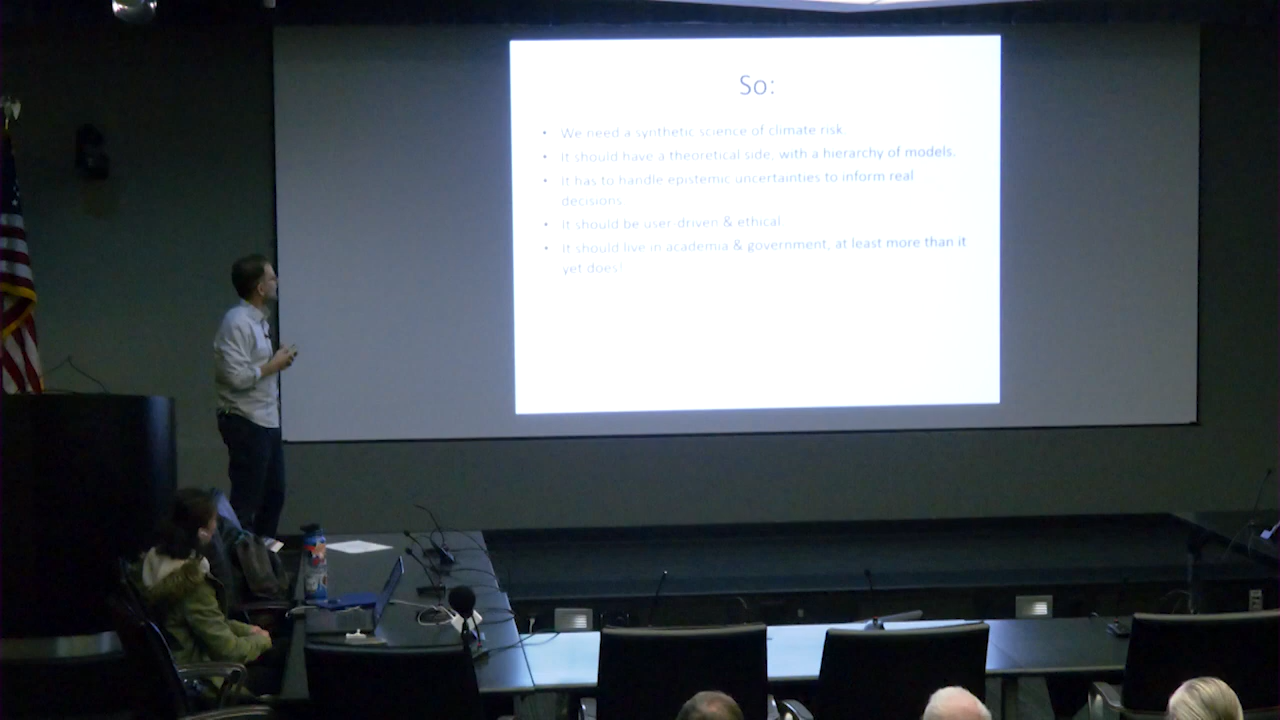 So:
• We need a synthetic science of climate risk.
• It should have a theoretical side, with a hierarchy of models.
• It has to handle epistemic uncertainties to inform real
decisions.
• It should be user-driven & ethical.
• It should live in academia & government, at least more than it
yet does!